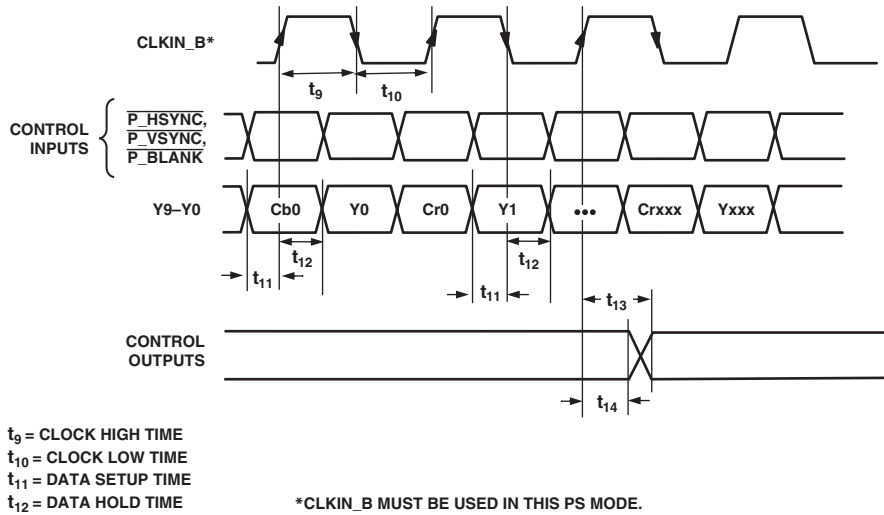 CLKIN_B*
t9
t10
CONTROL INPUTS
P_HSYNC,
P_VSYNC,
P_BLANK
Y9–Y0
Cb0 Y0 Cr0 Y1 ••• Crxxx Yxxx
t12
t11
t12
t11
t13
CONTROL OUTPUTS
t14
t9 = CLOCK HIGH TIME
t10 = CLOCK LOW TIME
t11 = DATA SETUP TIME
t12 = DATA HOLD TIME
*CLKIN_B MUST BE USED IN THIS PS MODE.